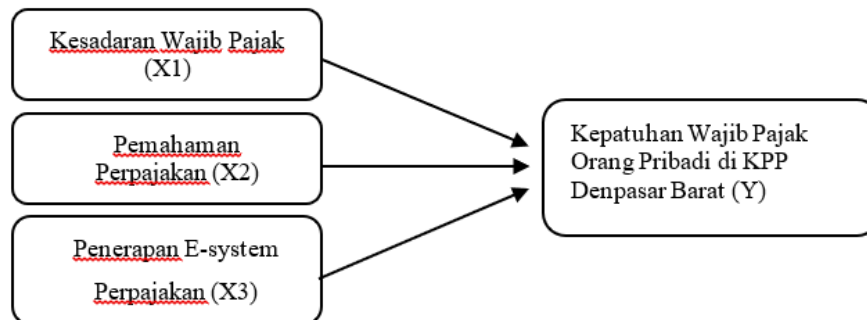 Kesadaran Wajib Pajak
(X1)
Pemahaman
Perpajakan (X2)
Penerapan E-system
Perpajakan (X3)
Kepatuhan Wajib Pajak
Orang Pribadi di KPP
Denpasar Barat (Y)